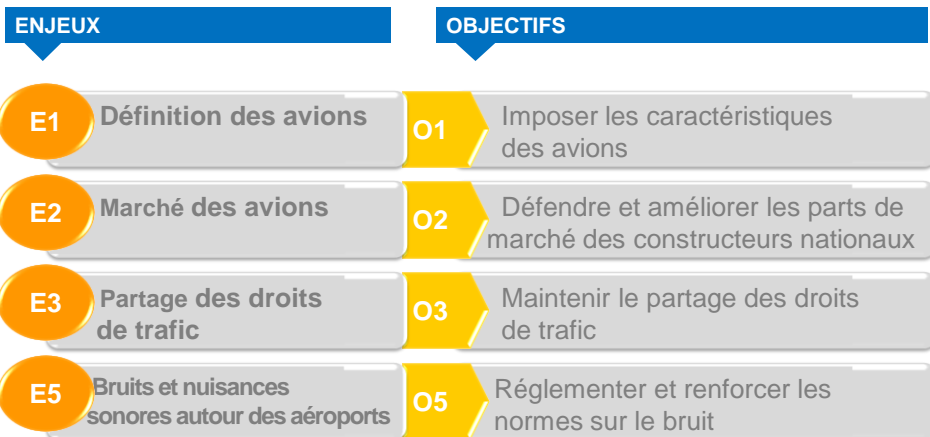 ENJEUX
OBJECTIFS
E1
Définition des avions
O1
Imposer les caractéristiques
des avions
E2
Marché des avions
O2
Défendre et améliorer les parts de
marché des constructeurs nationaux
E3
Partage des droits
de trafic
O3
Maintenir le partage des droits
de trafic
E5
Bruits et nuisances
sonores autour des aéroports
O5
Réglementer et renforcer les
normes sur le bruit